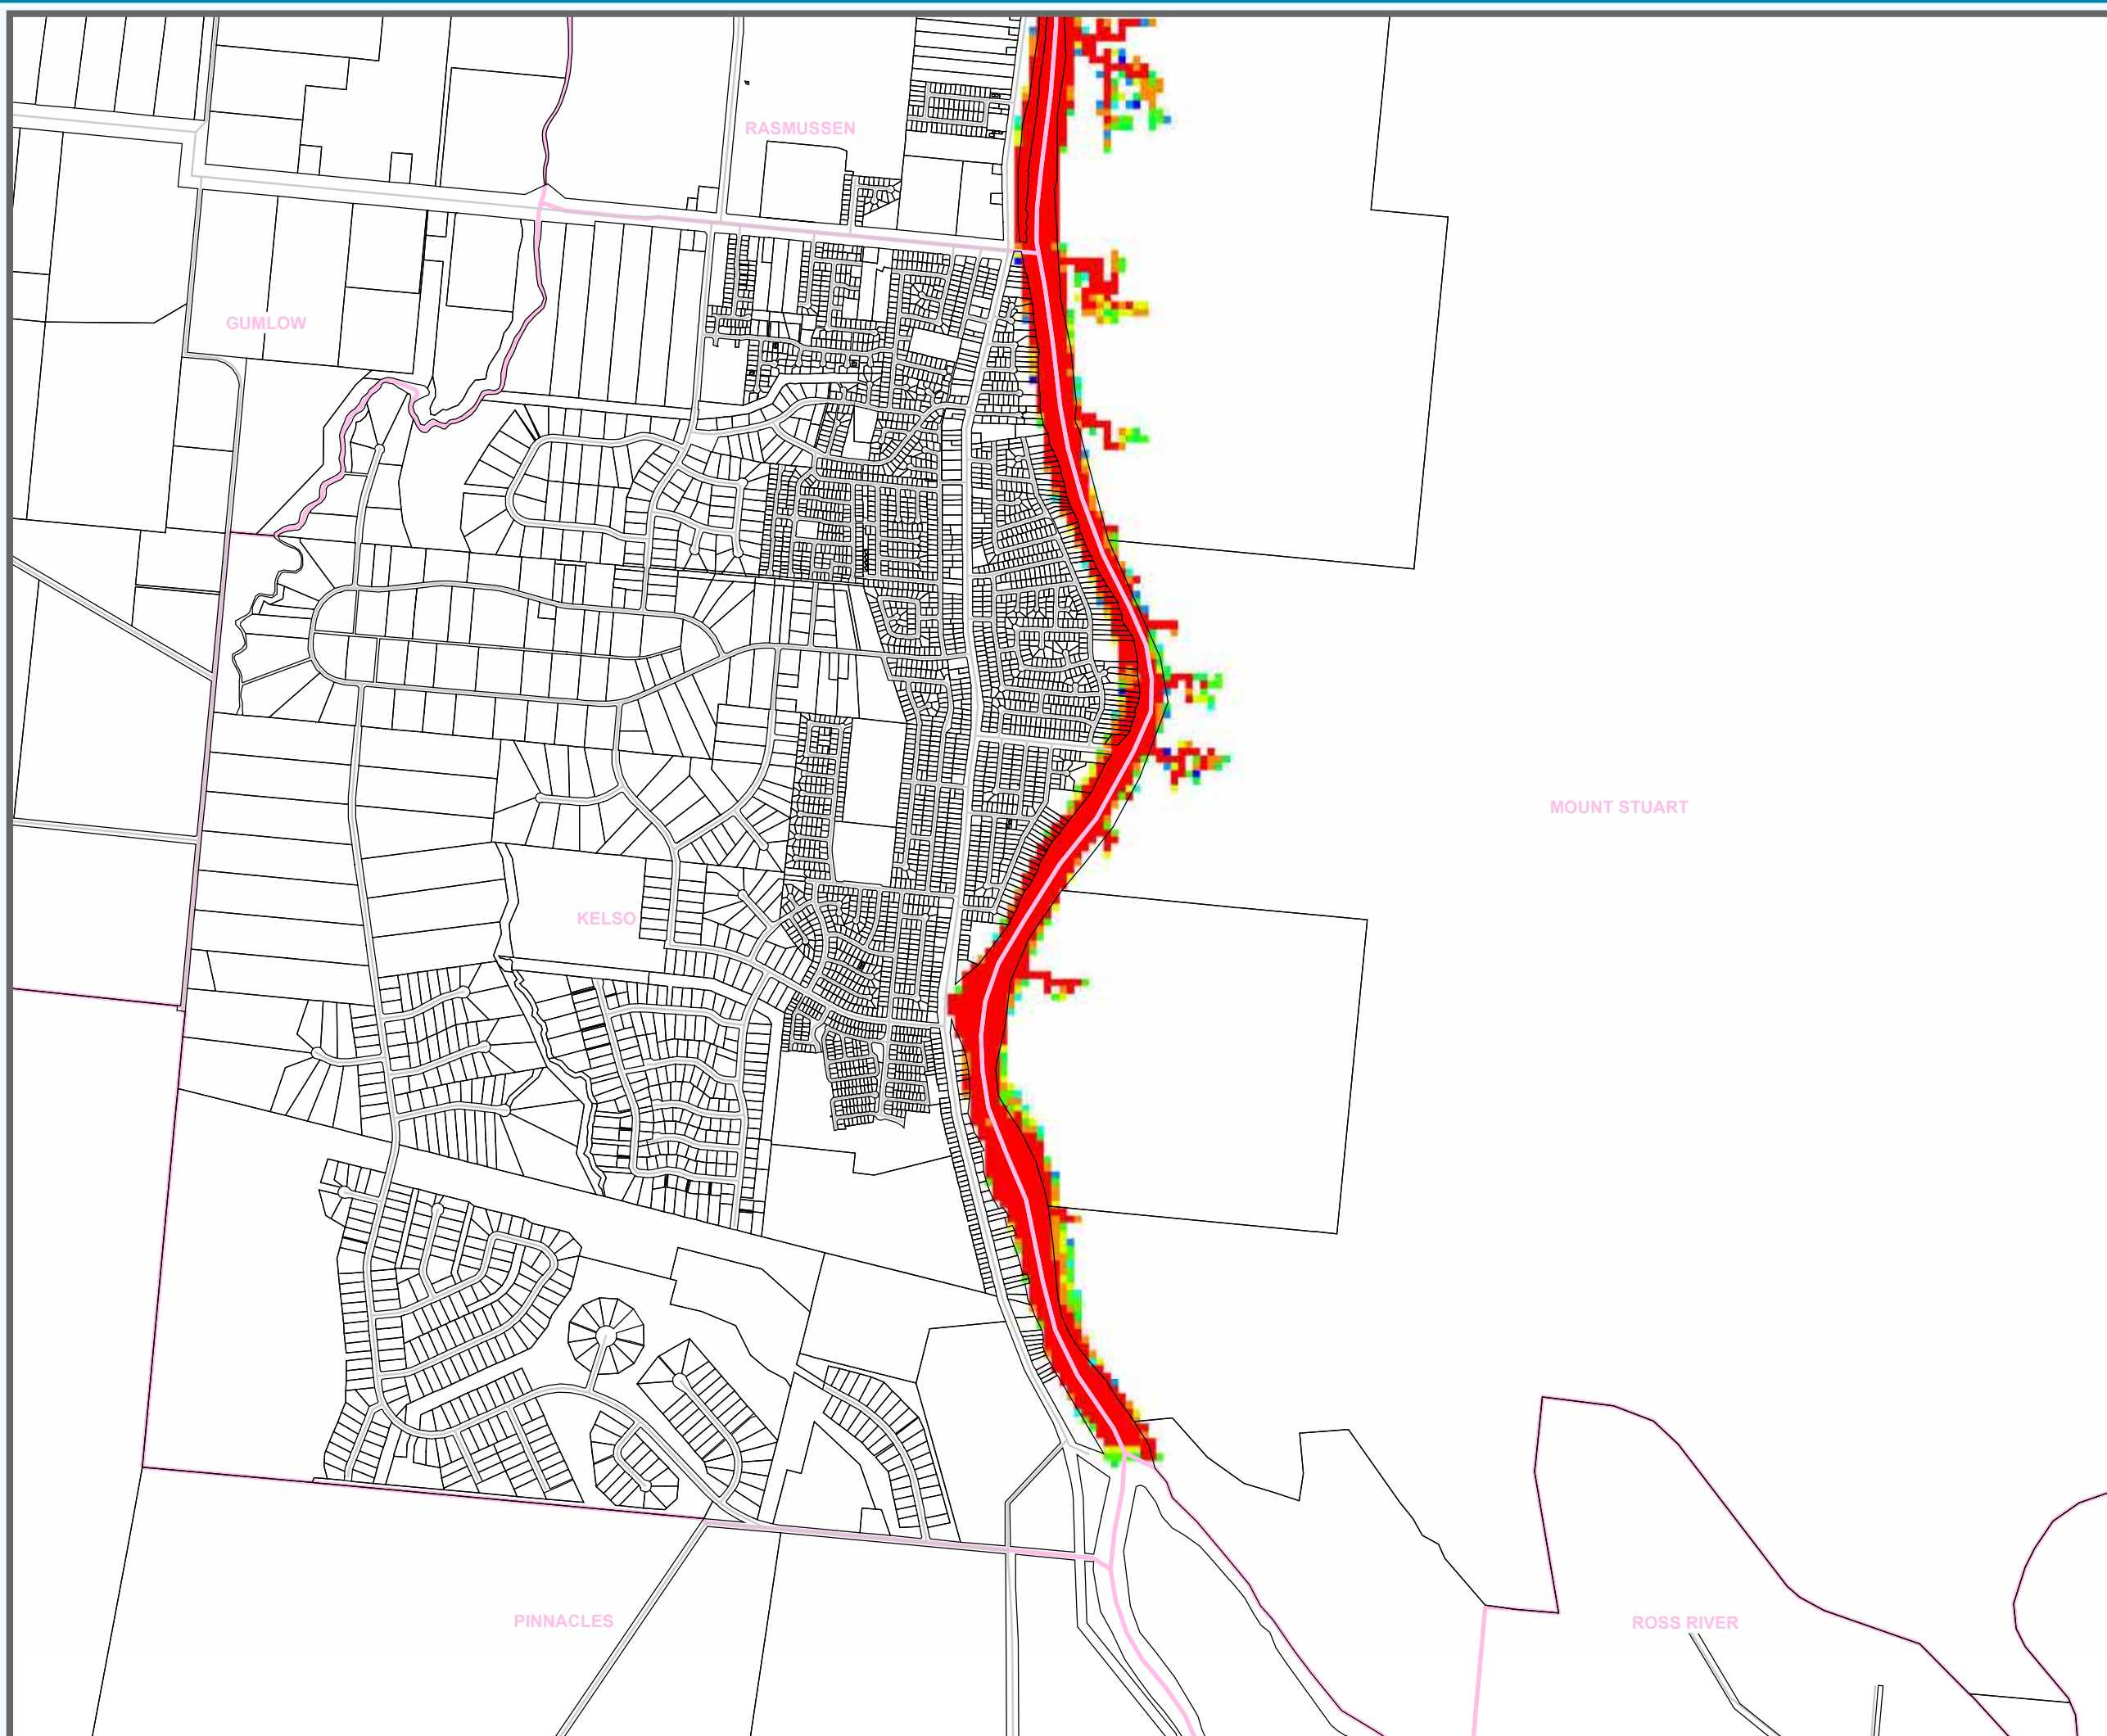 RASMUSSEN
GUMLOW
MOUNT STUART
KELSO
PINNACLES
ROSS RIVER